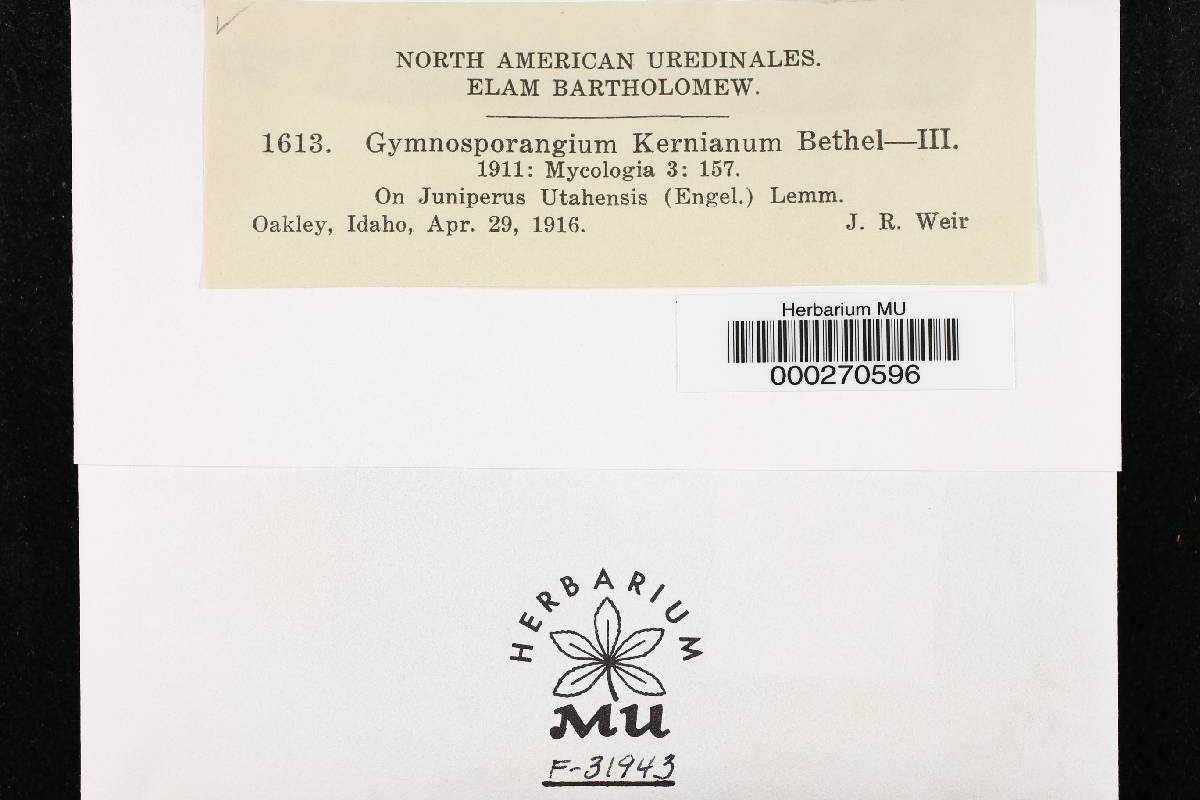 NORTH AMERICAN UREDINALES.
ELAM BARTHOLOMEW.
1613. Gymnosporangium Kernianum Bethel—III.
1911: Mycologia 3: 157.
On Juniperus Utahensis (Engel.) Lemm.
Oakley, Idaho, Apr. 29, 1916. J. R. Weir
Herbarium MU
000270596
HERBARIUM
MU
F-31943